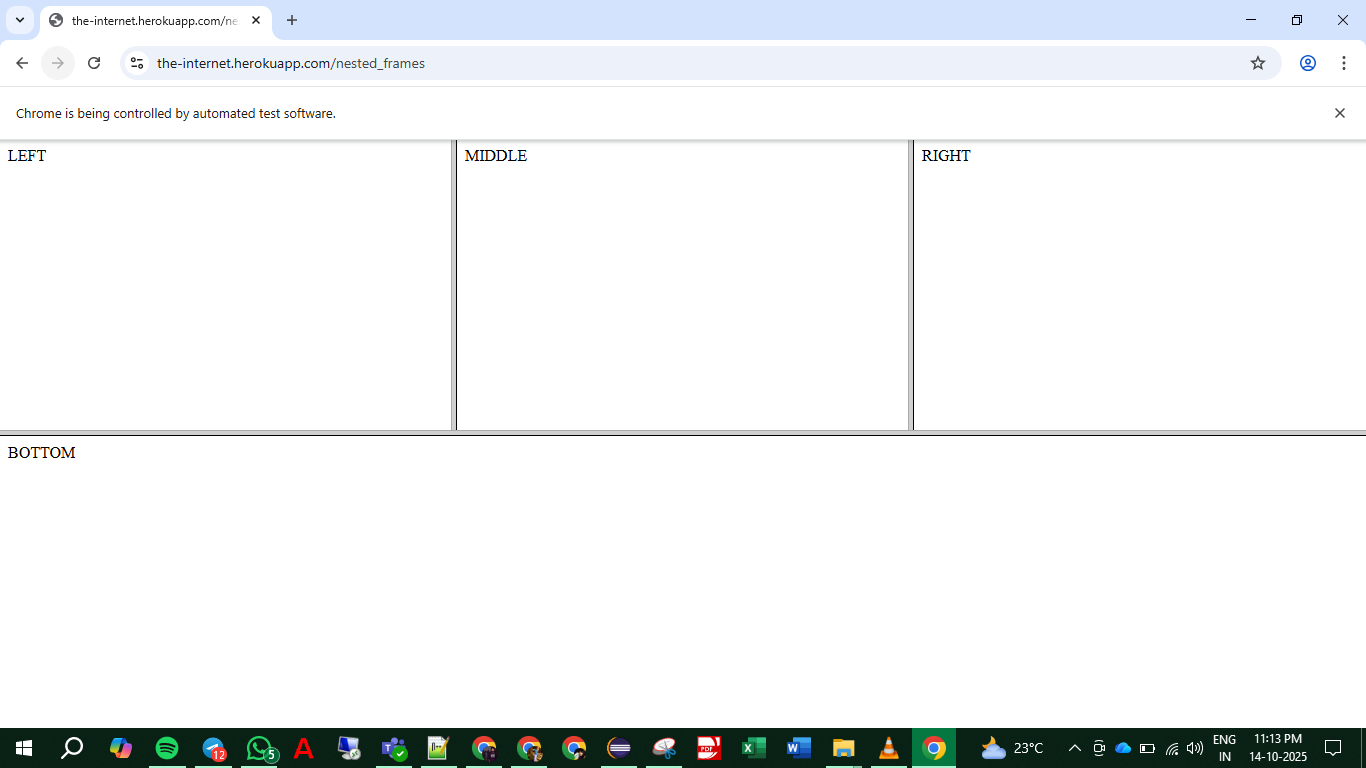 the-internet.herokuapp.com/ne
the-internet.herokuapp.com/nested_frames
Chrome is being controlled by automated test software.
LEFT
MIDDLE
RIGHT
BOTTOM
12
5
PDF
23°C
ENG
IN
11:13 PM
14-10-2025